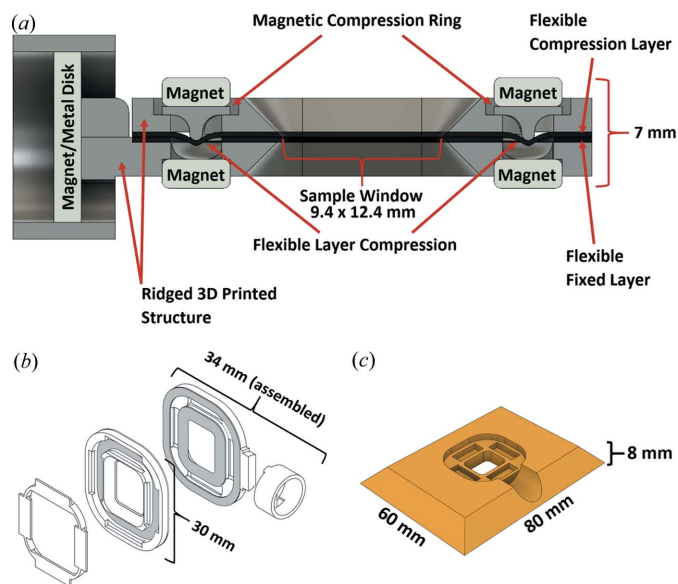 (a)
Magnetic Compression Ring
Flexible
Compression Layer
Magnet/Metal Disk
Magnet
Magnet
7 mm
Magnet
Magnet
Sample Window
9.4 x 12.4 mm
Flexible Layer Compression
Flexible
Fixed Layer
Ridged 3D Printed
Structure
(b)
34 mm (assembled)
30 mm
(c)
8 mm
60 mm
80 mm